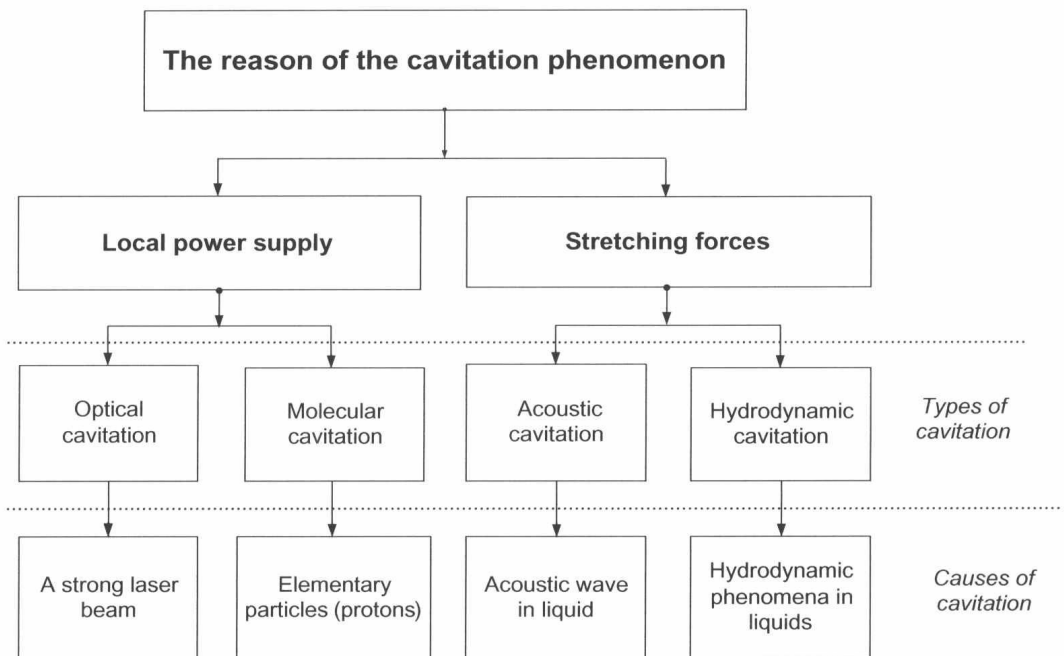 The reason of the cavitation phenomenon
Local power supply
Stretching forces
Optical
cavitation
Molecular
cavitation
Acoustic
cavitation
Hydrodynamic
cavitation
Types of
cavitation
A strong laser
beam
Elementary
particles (protons)
Acoustic wave
in liquid
Hydrodynamic
phenomena in
liquids
Causes of
cavitation